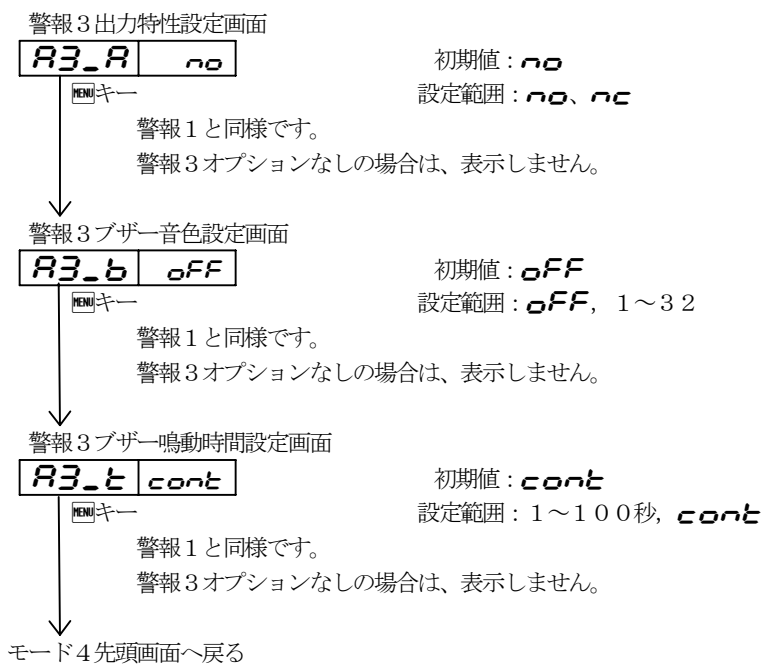 警報３出力特性設定画面
A3_A no 初期値：no
MENUキー 設定範囲：no、nc
警報１と同様です。
警報３オプションなしの場合は、表示しません。
警報３ブザー音色設定画面
A3_b oFF 初期値：oFF
MENUキー 設定範囲：oFF，１～３２
警報１と同様です。
警報３オプションなしの場合は、表示しません。
警報３ブザー鳴動時間設定画面
A3_t cont 初期値：cont
MENUキー 設定範囲：１～１００秒，cont
警報１と同様です。
警報３オプションなしの場合は、表示しません。
モード４先頭画面へ戻る